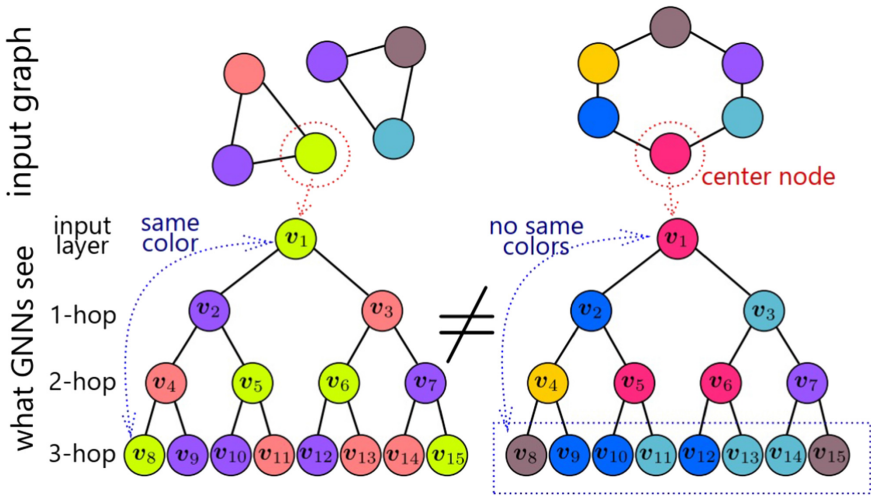 input graph
center node
what GNNs see
input
layer
same
color
no same
colors
v1
v1
1-hop
v2
v3
≠
v2
v3
2-hop
v4
v5
v6
v7
v4
v5
v6
v7
3-hop
v8
v9
v10
v11
v12
v13
v14
v15
v8
v9
v10
v11
v12
v13
v14
v15